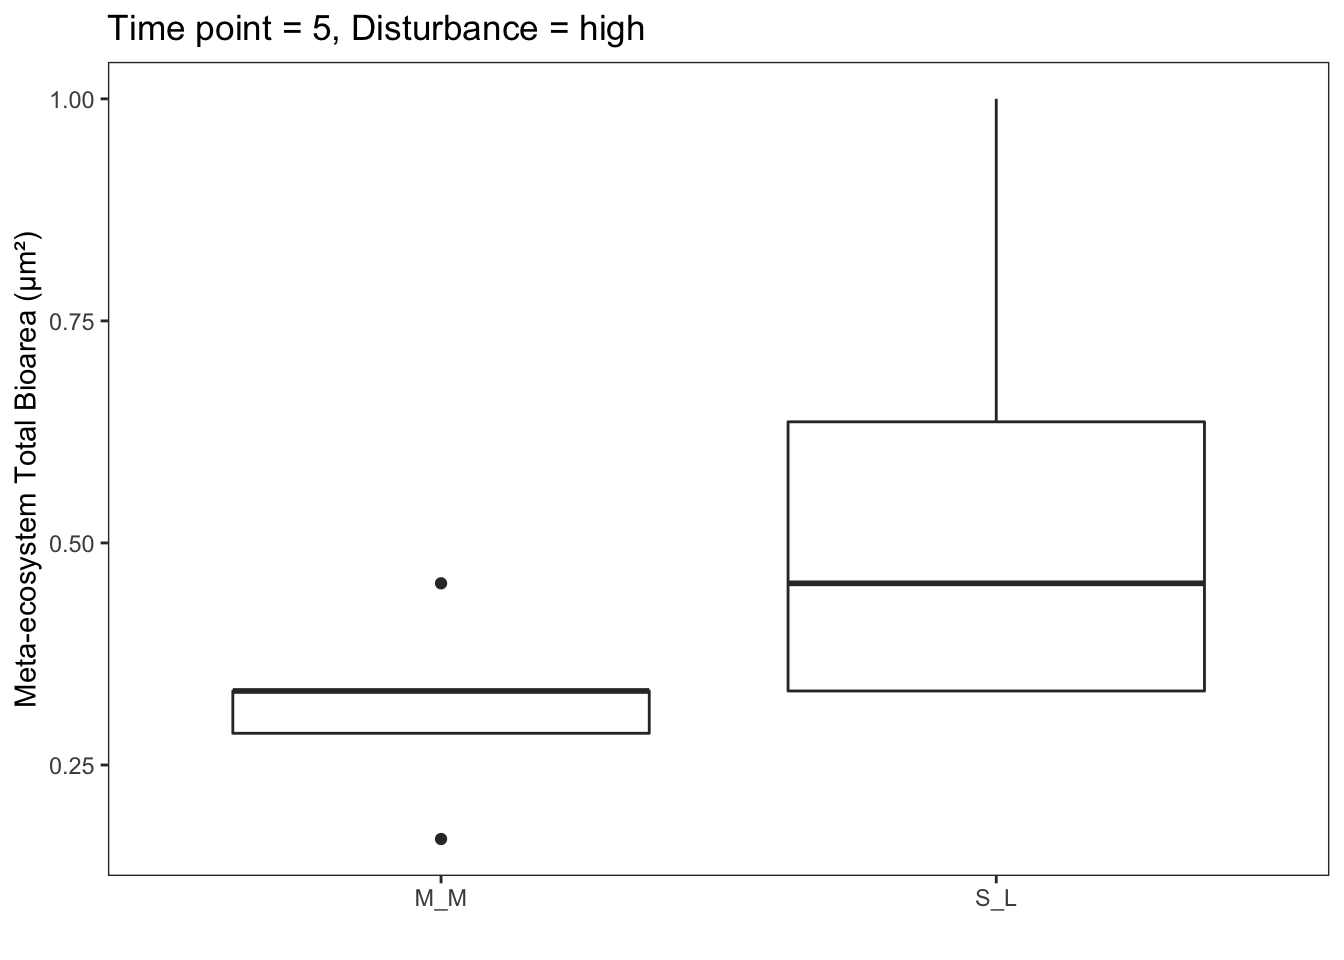 Time point = 5, Disturbance = high
Meta-ecosystem Total Bioarea (μm²)
1.00
0.75
0.50
0.25
M_M
S_L